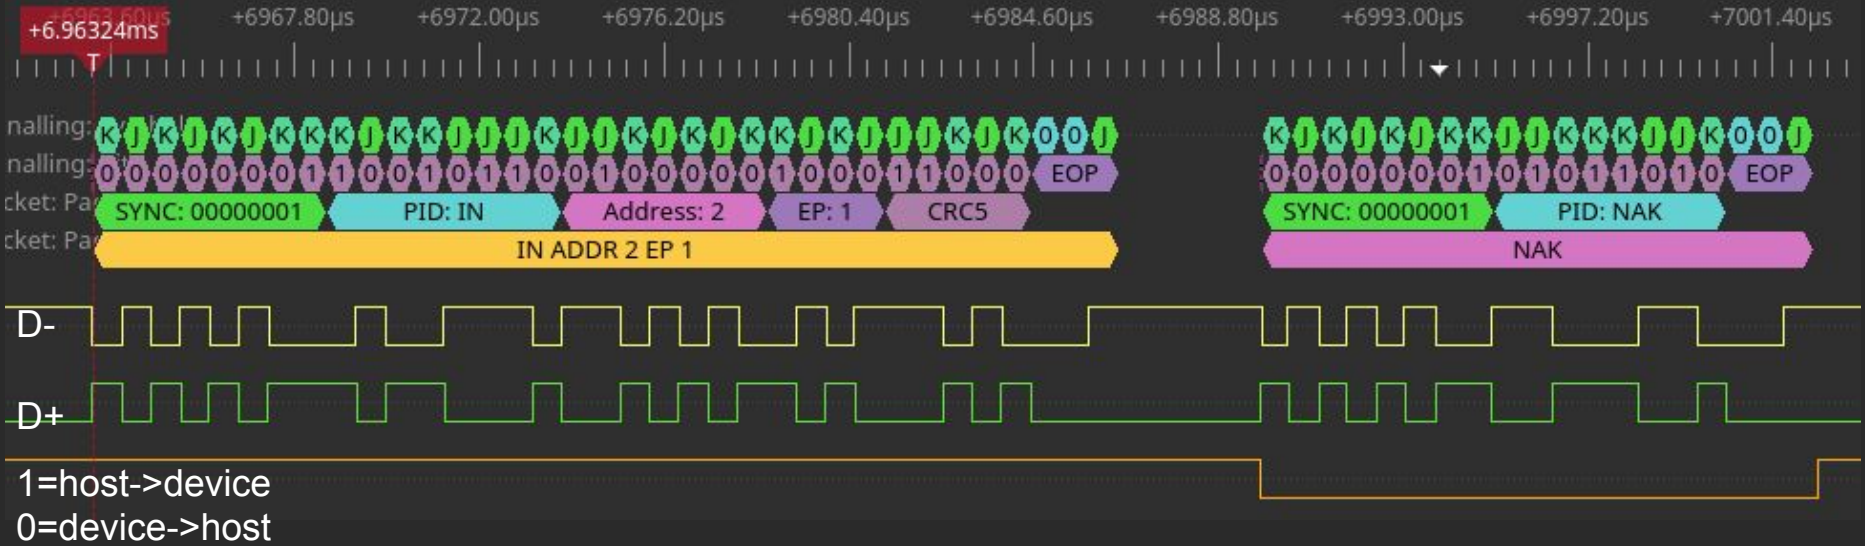 +6963.60µs +6967.80µs +6972.00µs +6976.20µs +6980.40µs +6984.60µs +6988.80µs +6993.00µs +6997.20µs +7001.40µs
+6.96324ms
T
nalling: K J K J K J K K K J K K J J J K J J K J K J K K J K J J J K J K 0 0 J K J K J K J K K J J K K K J J K 0 0 J
nalling: 0 0 0 0 0 0 0 1 1 0 0 1 0 1 1 0 0 1 0 0 0 0 0 1 0 0 0 1 1 0 0 0 EOP 0 0 0 0 0 0 0 1 0 1 0 1 1 0 1 0 EOP
cket: Pa SYNC: 00000001 PID: IN Address: 2 EP: 1 CRC5 SYNC: 00000001 PID: NAK
cket: Pa IN ADDR 2 EP 1 NAK
D-
D+
1=host->device
0=device->host